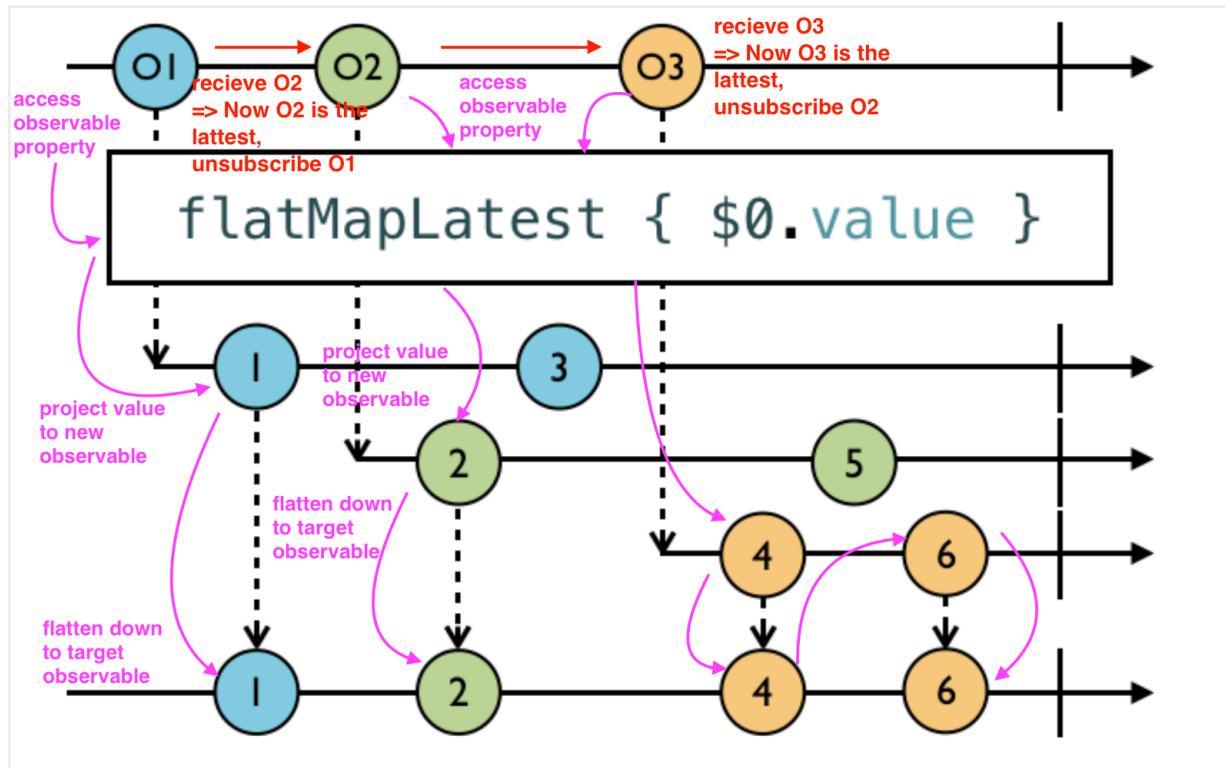 O1
O2
O3
recieve O3
=> Now O3 is the
lattest,
unsubscribe O2
recieve O2
=> Now O2 is the
lattest,
unsubscribe O1
access
observable
property
access
observable
property
flatMapLatest { $0.value }
1
3
project value
to new
observable
project value
to new
observable
2
5
flatten down
to target
observable
4
6
flatten down
to target
observable
1
2
4
6